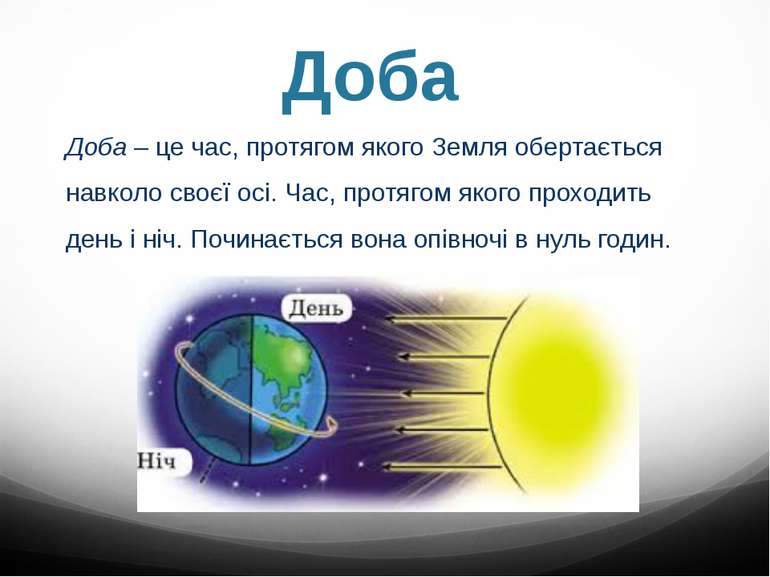 Доба
Доба – це час, протягом якого Земля обертається
навколо своєї осі. Час, протягом якого проходить
день і ніч. Починається вона опівночі в нуль годин.
День
Ніч